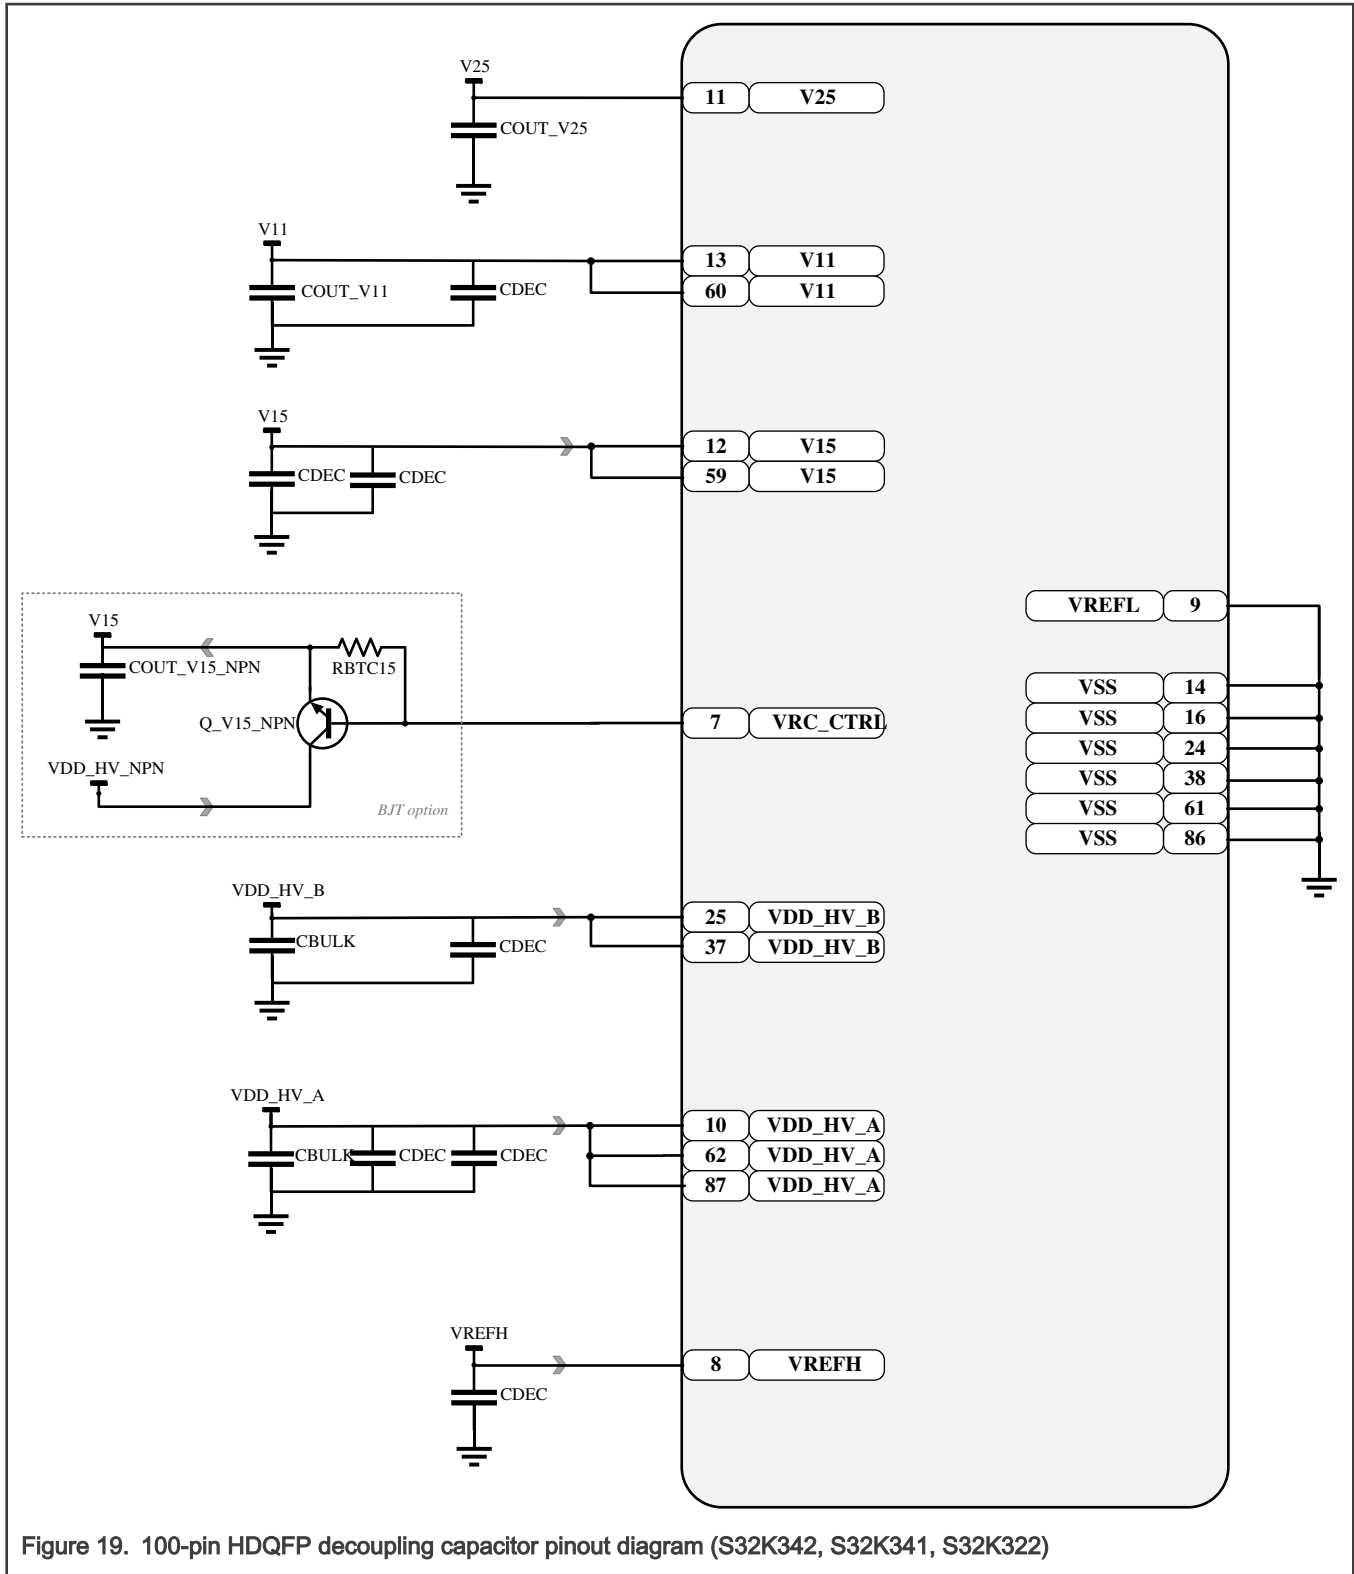 V25
11 V25
COUT_V25
V11
13 V11
COUT_V11 CDEC 60 V11
V15
12 V15
CDEC CDEC 59 V15
VREFL 9
V15
COUT_V15_NPN RBTC15
VSS 14
VSS 16
Q_V15_NPN 7 VRC_CTRL
VSS 24
VDD_HV_NPN VSS 38
BJT option VSS 61
VSS 86
VDD_HV_B
25 VDD_HV_B
CBULK CDEC 37 VDD_HV_B
VDD_HV_A
10 VDD_HV_A
CBULK CDEC CDEC 62 VDD_HV_A
87 VDD_HV_A
VREFH
8 VREFH
CDEC
Figure 19. 100-pin HDQFP decoupling capacitor pinout diagram (S32K342, S32K341, S32K322)